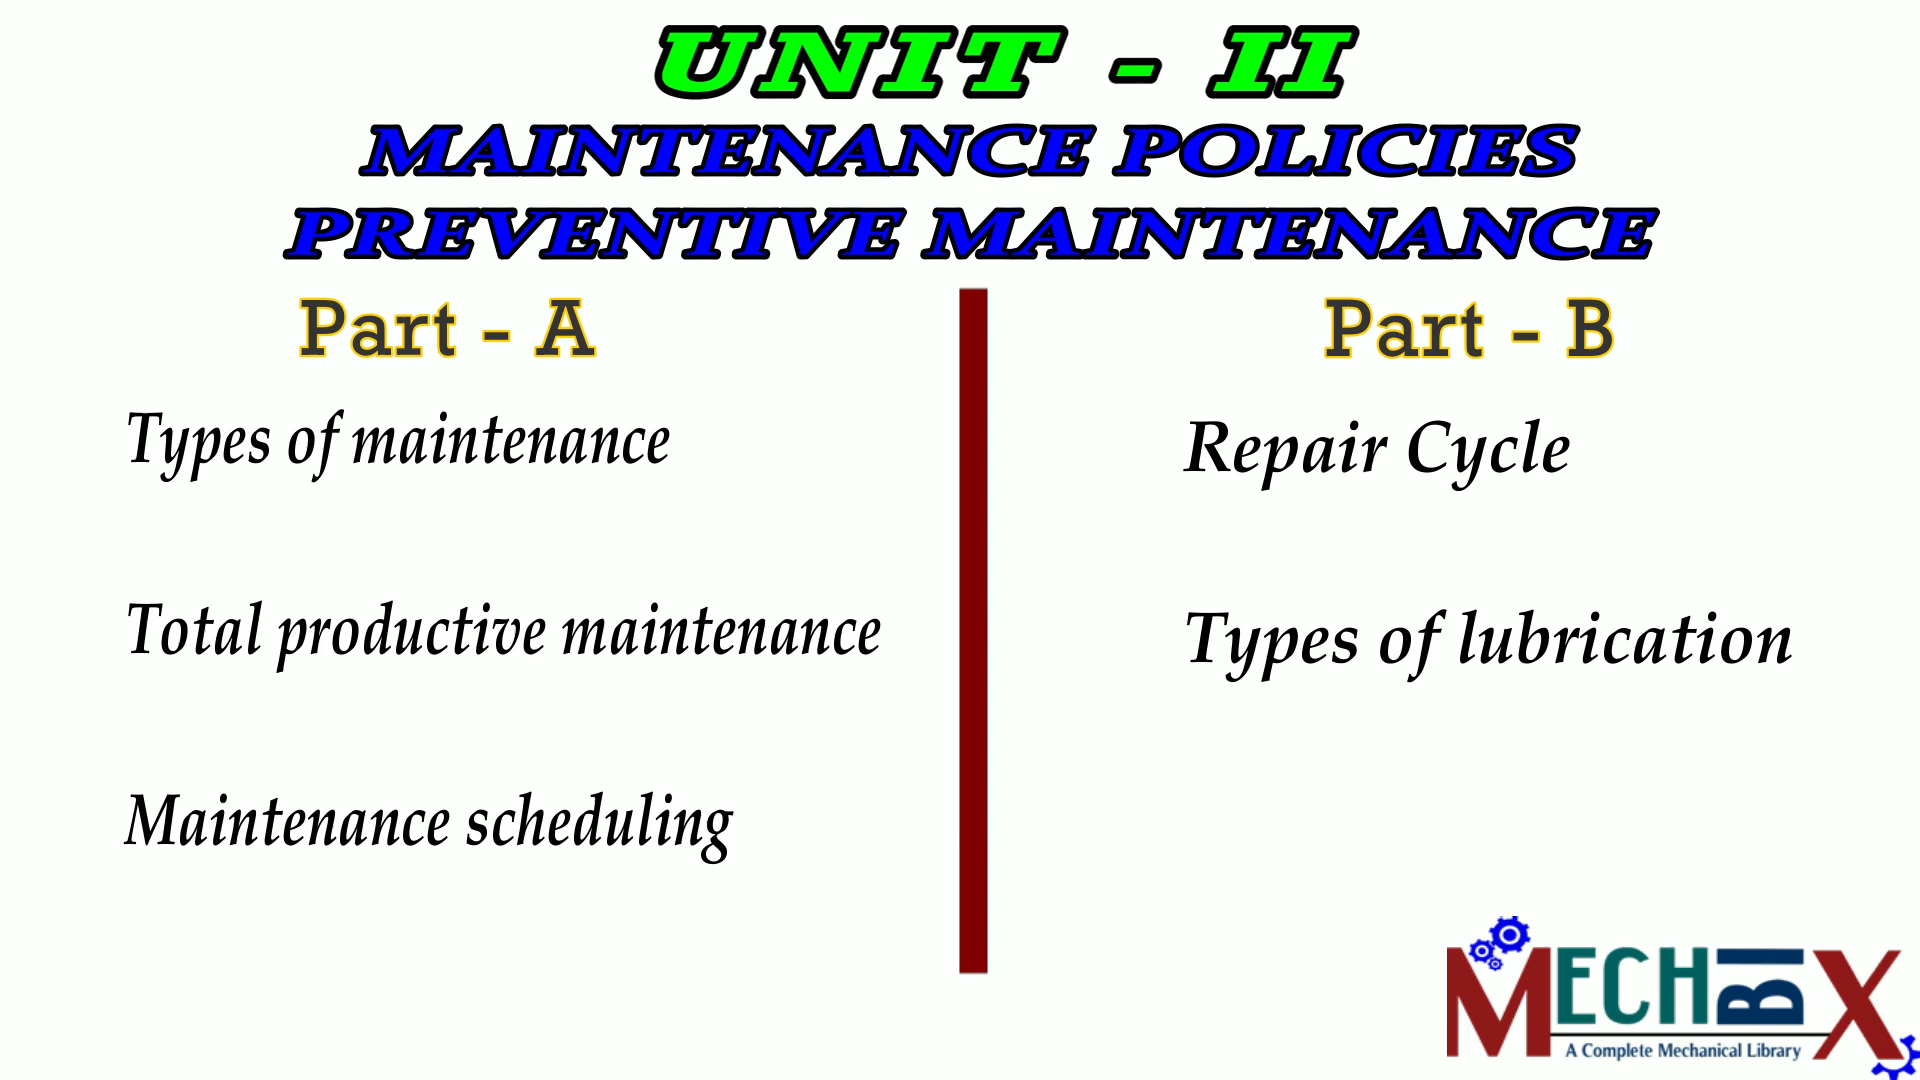 UNIT - II
MAINTENANCE POLICIES
PREVENTIVE MAINTENANCE
Part - A
Types of maintenance
Total productive maintenance
Maintenance scheduling
Part - B
Repair Cycle
Types of lubrication
MECHBIX
A Complete Mechanical Library